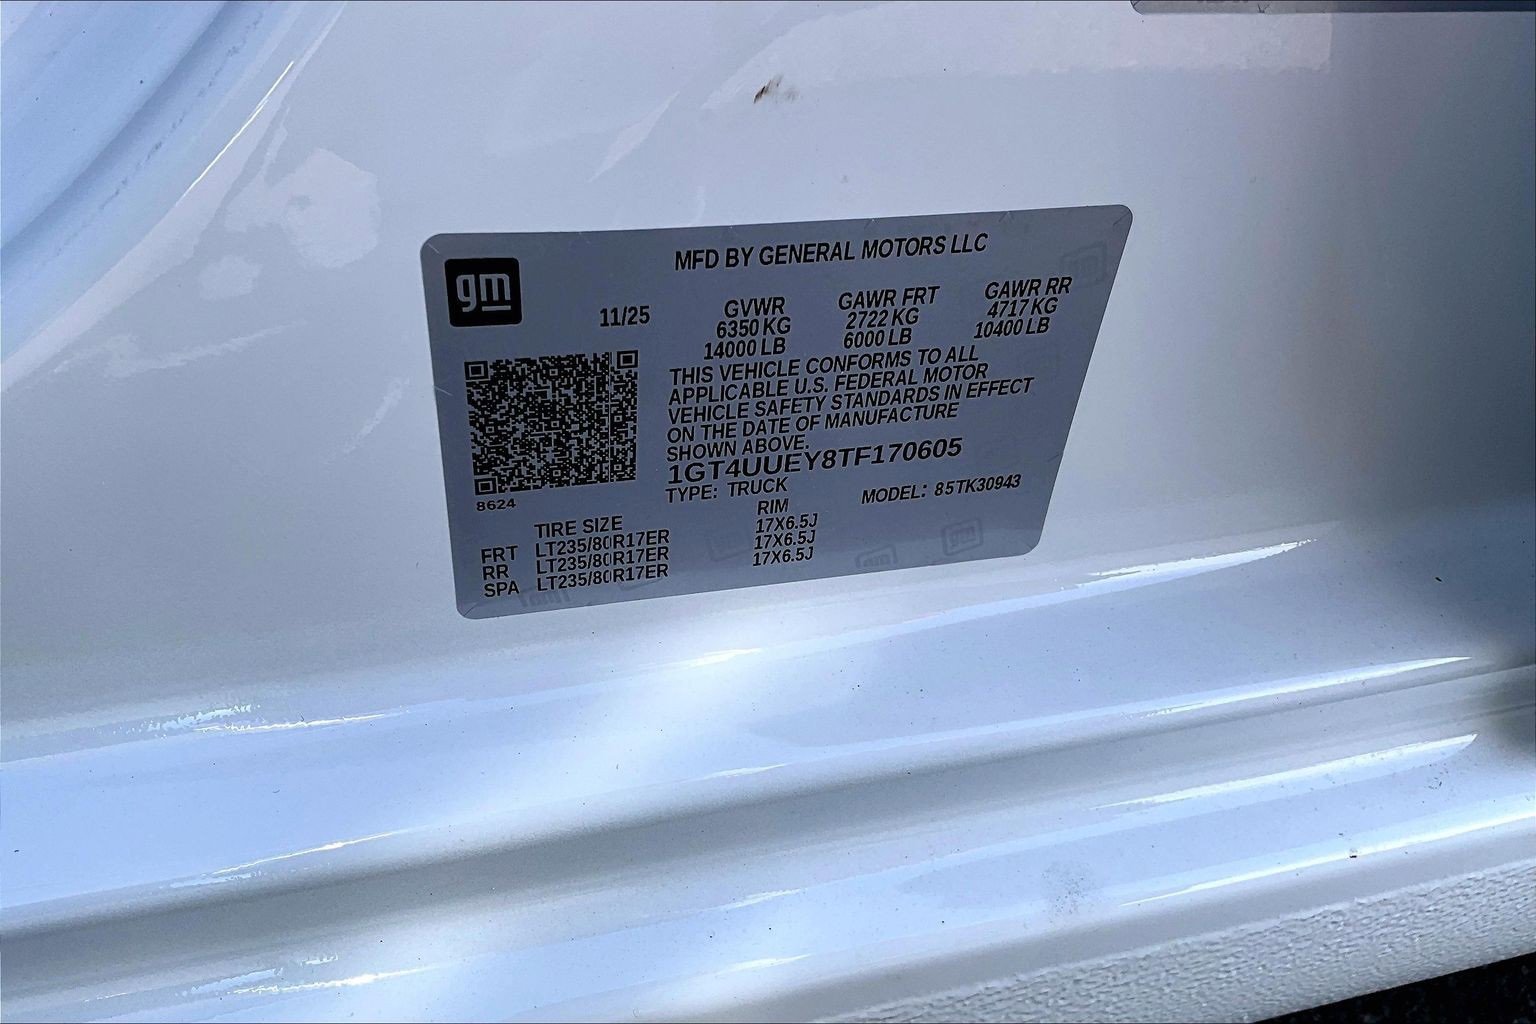 MFD BY GENERAL MOTORS LLC
gm
11/25
GVWR GAWR FRT GAWR RR
6350 KG 2722 KG 4717 KG
14000 LB 6000 LB 10400 LB
THIS VEHICLE CONFORMS TO ALL
APPLICABLE U.S. FEDERAL MOTOR
VEHICLE SAFETY STANDARDS IN EFFECT
ON THE DATE OF MANUFACTURE
SHOWN ABOVE.
1GT4UUEY8TF170605
TYPE: TRUCK MODEL: 85TK30943
8624
TIRE SIZE RIM
FRT LT235/80R17ER 17X6.5J
RR LT235/80R17ER 17X6.5J
SPA LT235/80R17ER 17X6.5J